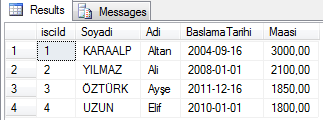 Results Messages
isciId Soyadi Adi BaslamaTarihi Maasi
1 1 KARAALP Altan 2004-09-16 3000,00
2 2 YILMAZ Ali 2008-01-01 2100,00
3 3 ÖZTÜRK Ayşe 2011-12-16 1850,00
4 4 UZUN Elif 2010-01-01 1800,00